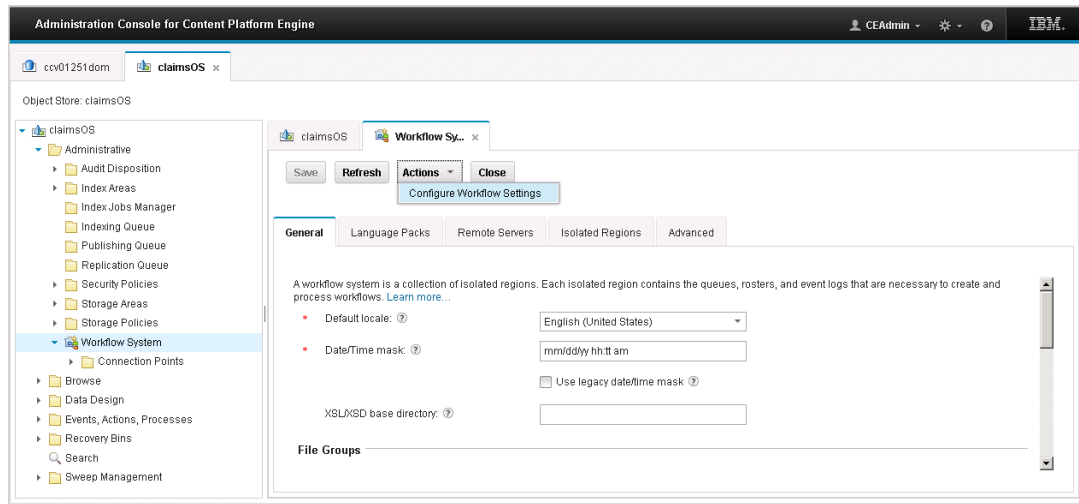 Administration Console for Content Platform Engine
CEAdmin
IBM.
ccv01251dom
claimsOS
Object Store: claimsOS
claimsOS
Administrative
Audit Disposition
Index Areas
Index Jobs Manager
Indexing Queue
Publishing Queue
Replication Queue
Security Policies
Storage Areas
Storage Policies
Workflow System
Connection Points
Browse
Data Design
Events, Actions, Processes
Recovery Bins
Search
Sweep Management
claimsOS
Workflow Sy...
Save Refresh Actions Close
Configure Workflow Settings
General Language Packs Remote Servers Isolated Regions Advanced
A workflow system is a collection of isolated regions. Each isolated region contains the queues, rosters, and event logs that are necessary to create and
process workflows. Learn more...
* Default locale: ? English (United States)
* Date/Time mask: ? mm/dd/yy hh:tt am
Use legacy date/time mask ?
XSL/XSD base directory: ?
File Groups